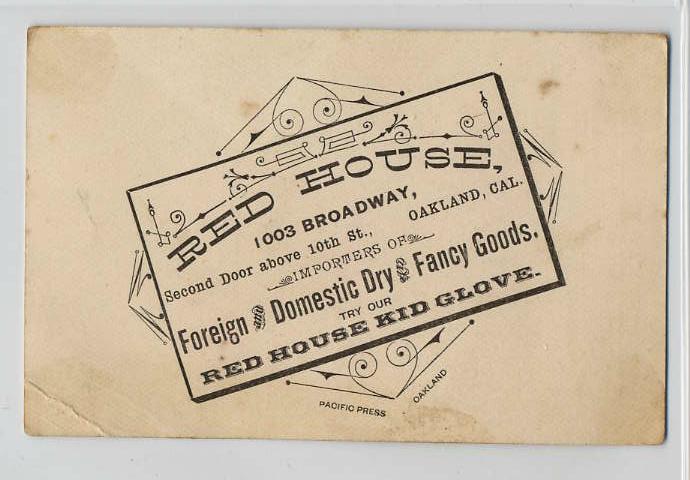 RED HOUSE,
1003 BROADWAY,
Second Door above 10th St., OAKLAND, CAL.
IMPORTERS OF
Foreign and Domestic Dry and Fancy Goods.
TRY OUR
RED HOUSE KID GLOVE.
PACIFIC PRESS OAKLAND